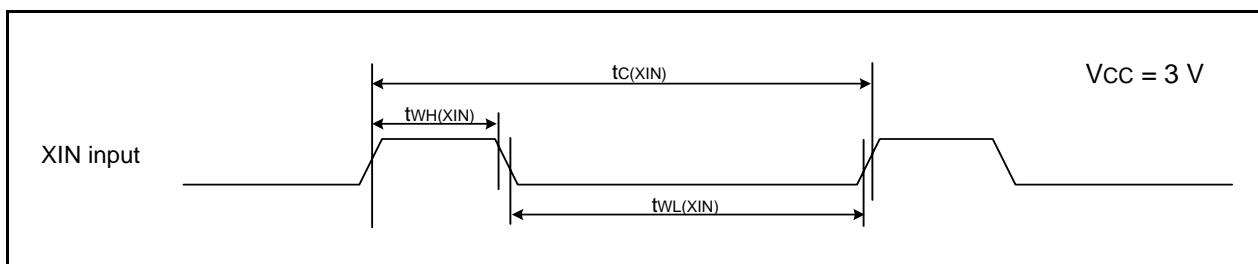 tC(XIN)
VCC = 3 V
tWH(XIN)
XIN input
tWL(XIN)